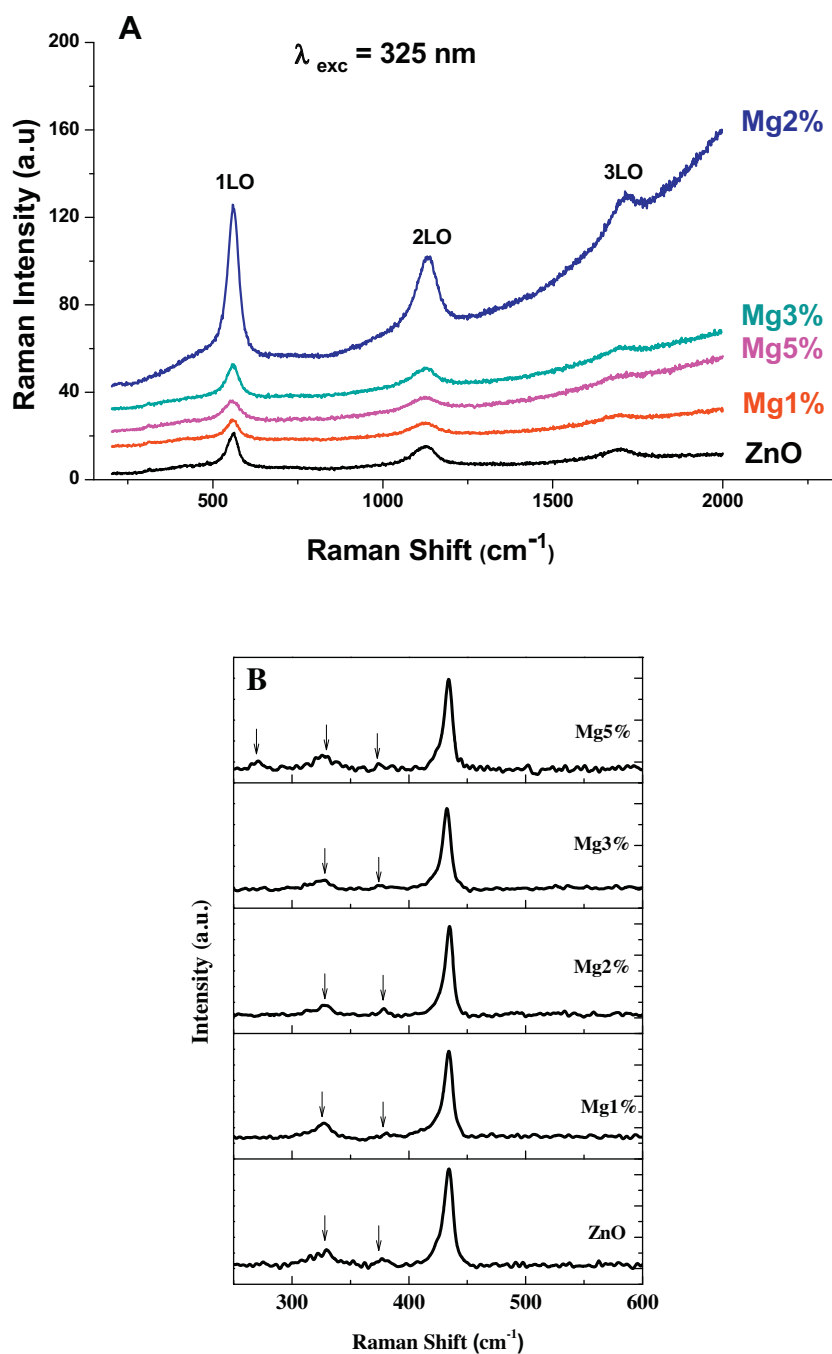 A
λ exc = 325 nm
200
160
120
80
40
0
Raman Intensity (a.u)
1LO
2LO
3LO
Mg2%
Mg3%
Mg5%
Mg1%
ZnO
500
1000
1500
2000
Raman Shift (cm-1)
B
Mg5%
Mg3%
Mg2%
Mg1%
ZnO
Intensity (a.u.)
300
400
500
600
Raman Shift (cm-1)